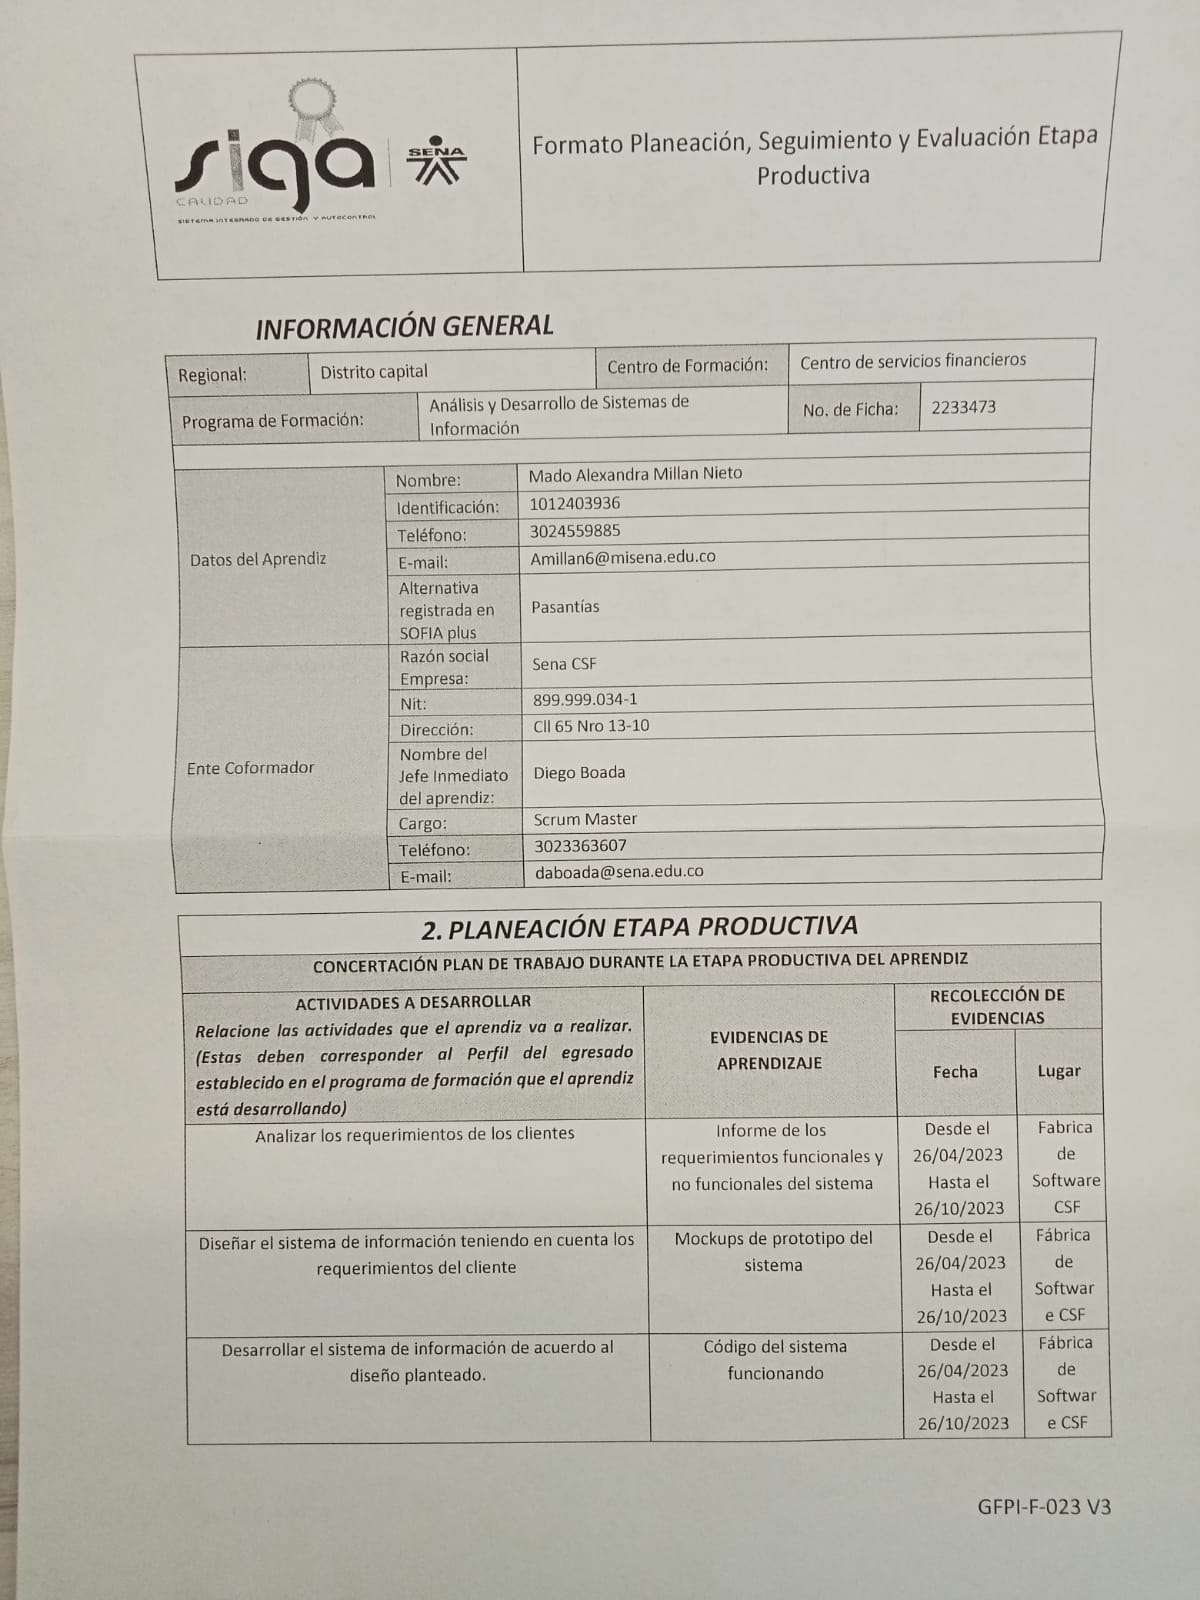 siga
CALIDAD
SISTEMA INTEGRADO DE GESTIÓN Y AUTOCONTROL
SENA
Formato Planeación, Seguimiento y Evaluación Etapa
Productiva
INFORMACIÓN GENERAL
Regional:
Distrito capital
Centro de Formación:
Centro de servicios financieros
Programa de Formación:
Análisis y Desarrollo de Sistemas de
Información
No. de Ficha:
2233473
Datos del Aprendiz
Nombre:
Mado Alexandra Millan Nieto
Identificación:
1012403936
Teléfono:
3024559885
E-mail:
Amillan6@misena.edu.co
Alternativa
registrada en
SOFIA plus
Pasantías
Ente Coformador
Razón social
Empresa:
Sena CSF
Nit:
899.999.034-1
Dirección:
Cll 65 Nro 13-10
Nombre del
Jefe Inmediato
del aprendiz:
Diego Boada
Cargo:
Scrum Master
Teléfono:
3023363607
E-mail:
daboada@sena.edu.co
2. PLANEACIÓN ETAPA PRODUCTIVA
CONCERTACIÓN PLAN DE TRABAJO DURANTE LA ETAPA PRODUCTIVA DEL APRENDIZ
ACTIVIDADES A DESARROLLAR
Relacione las actividades que el aprendiz va a realizar.
(Estas deben corresponder al Perfil del egresado
establecido en el programa de formación que el aprendiz
está desarrollando)
EVIDENCIAS DE
APRENDIZAJE
RECOLECCIÓN DE
EVIDENCIAS
Fecha
Lugar
Analizar los requerimientos de los clientes
Informe de los
requerimientos funcionales y
no funcionales del sistema
Desde el
26/04/2023
Hasta el
26/10/2023
Fabrica
de
Software
CSF
Diseñar el sistema de información teniendo en cuenta los
requerimientos del cliente
Mockups de prototipo del
sistema
Desde el
26/04/2023
Hasta el
26/10/2023
Fábrica
de
Softwar
e CSF
Desarrollar el sistema de información de acuerdo al
diseño planteado.
Código del sistema
funcionando
Desde el
26/04/2023
Hasta el
26/10/2023
Fábrica
de
Softwar
e CSF
GFPI-F-023 V3